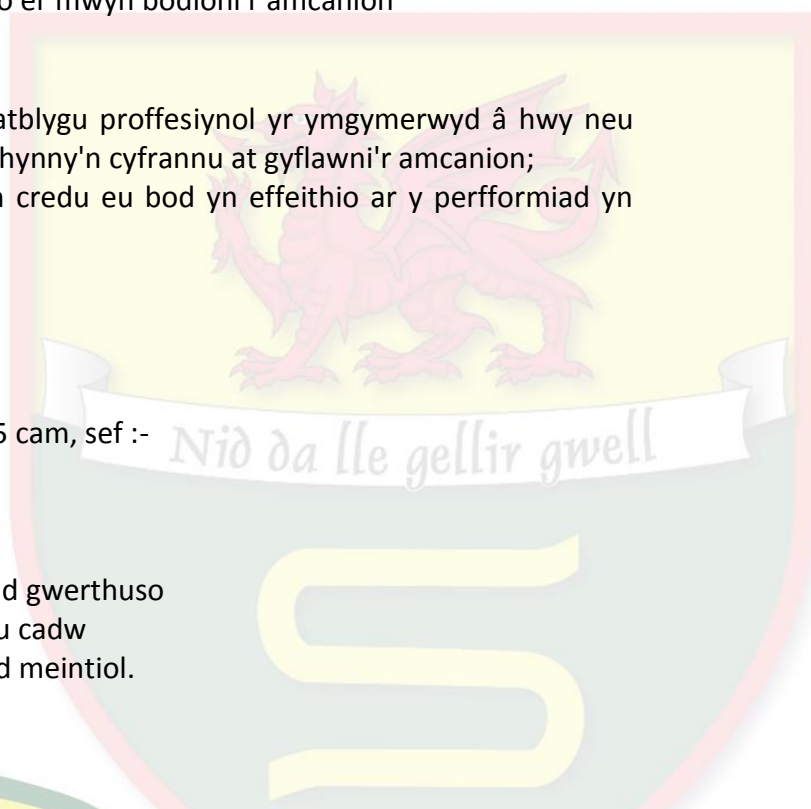 er mwyn bodloni'r amcanion
atblygu proffesiynol yr ymgymerwyd â hwy neu
hynny'n cyfrannu at gyflawni'r amcanion;
credu eu bod yn effeithio ar y perfformiad yn
5 cam, sef :-
Nid da lle gellir gwell
d gwerthuso
u cadw
d meintiol.